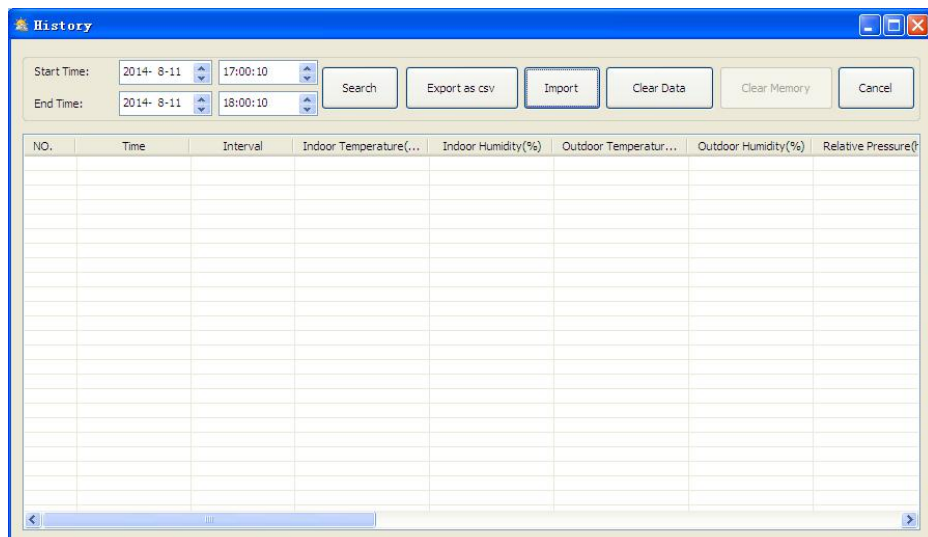 History
Start Time: 2014- 8-11 17:00:10
End Time: 2014- 8-11 18:00:10
Search Export as csv Import Clear Data Clear Memory Cancel
NO. Time Interval Indoor Temperature(... Indoor Humidity(%) Outdoor Temperatur... Outdoor Humidity(%) Relative Pressure(h